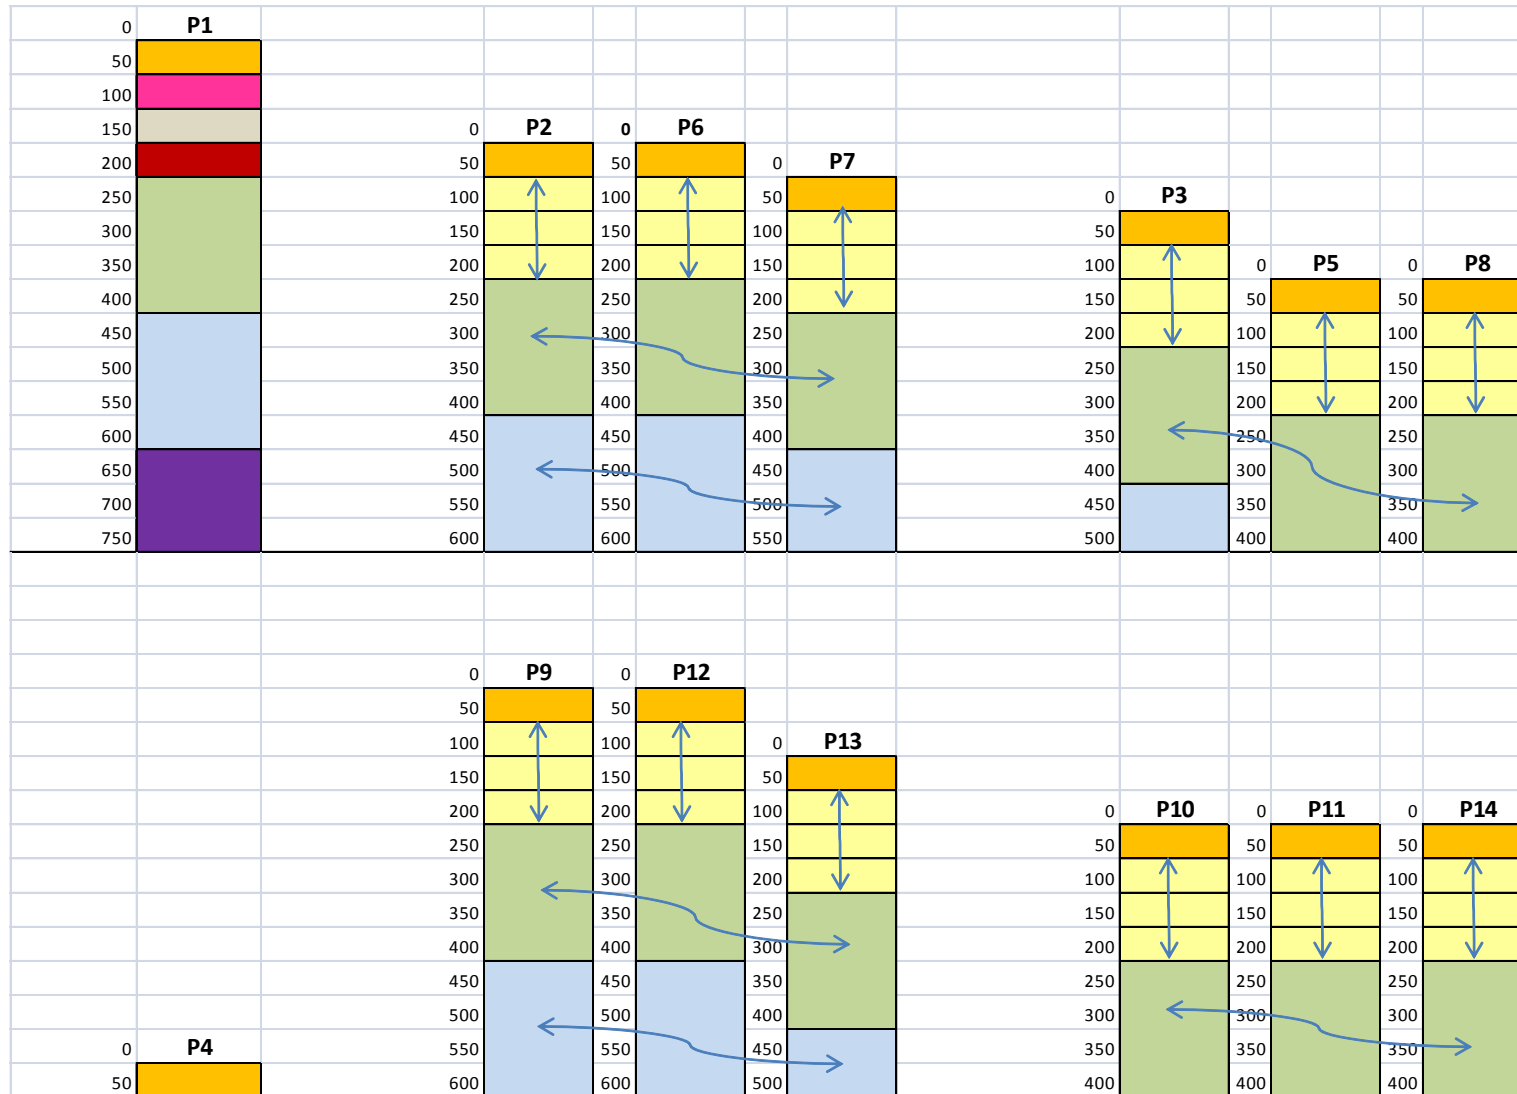 0 P1
50
100
150 0 P2 0 P6
200 50 50 0 P7
250 100 100 50 0 P3
300 150 150 100 50
350 200 200 150 100 0 P5 0 P8
400 250 250 200 150 50 50
450 300 300 250 200 100 100
500 350 350 300 250 150 150
550 400 400 350 300 200 200
600 450 450 400 350 250 250
650 500 500 450 400 300 300
700 550 550 500 450 350 350
750 600 600 550 500 400 400
0 P9 0 P12
50 50
100 100 0 P13
150 150 50
200 200 100 0 P10 0 P11 0 P14
250 250 150 50 50 50
300 300 200 100 100 100
350 350 250 150 150 150
400 400 300 200 200 200
450 450 350 250 250 250
500 500 400 300 300 300
0 P4 550 550 450 350 350 350
50 600 600 500 400 400 400